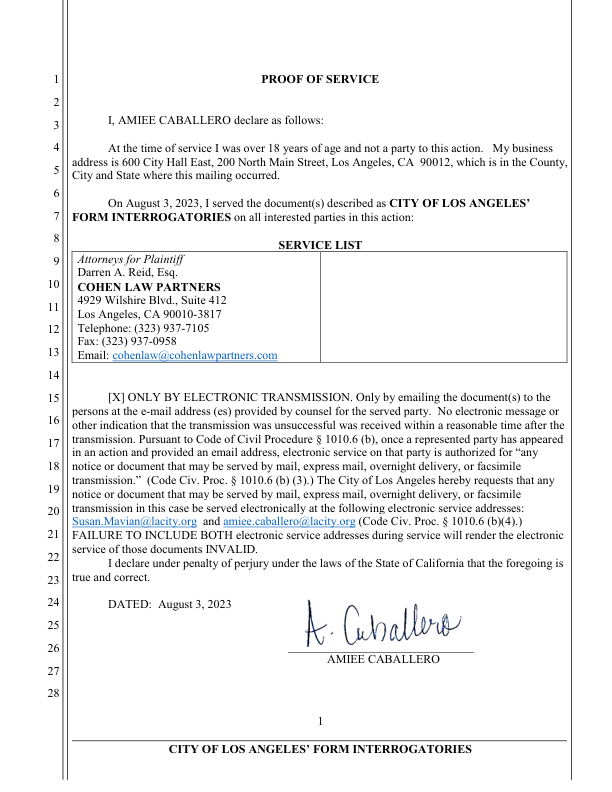 PROOF OF SERVICE
1
2
3
4
5
6
7
8
9
10
11
12
13
14
15
16
17
18
19
20
21
22
23
24
25
26
27
28
I, AMIEE CABALLERO declare as follows:
At the time of service I was over 18 years of age and not a party to this action. My business
address is 600 City Hall East, 200 North Main Street, Los Angeles, CA 90012, which is in the County,
City and State where this mailing occurred.
On August 3, 2023, I served the document(s) described as CITY OF LOS ANGELES’
FORM INTERROGATORIES on all interested parties in this action:
SERVICE LIST
Attorneys for Plaintiff
Darren A. Reid, Esq.
COHEN LAW PARTNERS
4929 Wilshire Blvd., Suite 412
Los Angeles, CA 90010-3817
Telephone: (323) 937-7105
Fax: (323) 937-0958
Email: cohenlaw@cohenlawpartners.com
[X] ONLY BY ELECTRONIC TRANSMISSION. Only by emailing the document(s) to the
persons at the e-mail address (es) provided by counsel for the served party. No electronic message or
other indication that the transmission was unsuccessful was received within a reasonable time after the
transmission. Pursuant to Code of Civil Procedure § 1010.6 (b), once a represented party has appeared
in an action and provided an email address, electronic service on that party is authorized for “any
notice or document that may be served by mail, express mail, overnight delivery, or facsimile
transmission.” (Code Civ. Proc. § 1010.6 (b) (3).) The City of Los Angeles hereby requests that any
notice or document that may be served by mail, express mail, overnight delivery, or facsimile
transmission in this case be served electronically at the following electronic service addresses:
Susan.Mavian@lacity.org and amiee.caballero@lacity.org (Code Civ. Proc. § 1010.6 (b)(4).)
FAILURE TO INCLUDE BOTH electronic service addresses during service will render the electronic
service of those documents INVALID.
I declare under penalty of perjury under the laws of the State of California that the foregoing is
true and correct.
DATED: August 3, 2023
A. Caballero
AMIEE CABALLERO
1
CITY OF LOS ANGELES’ FORM INTERROGATORIES